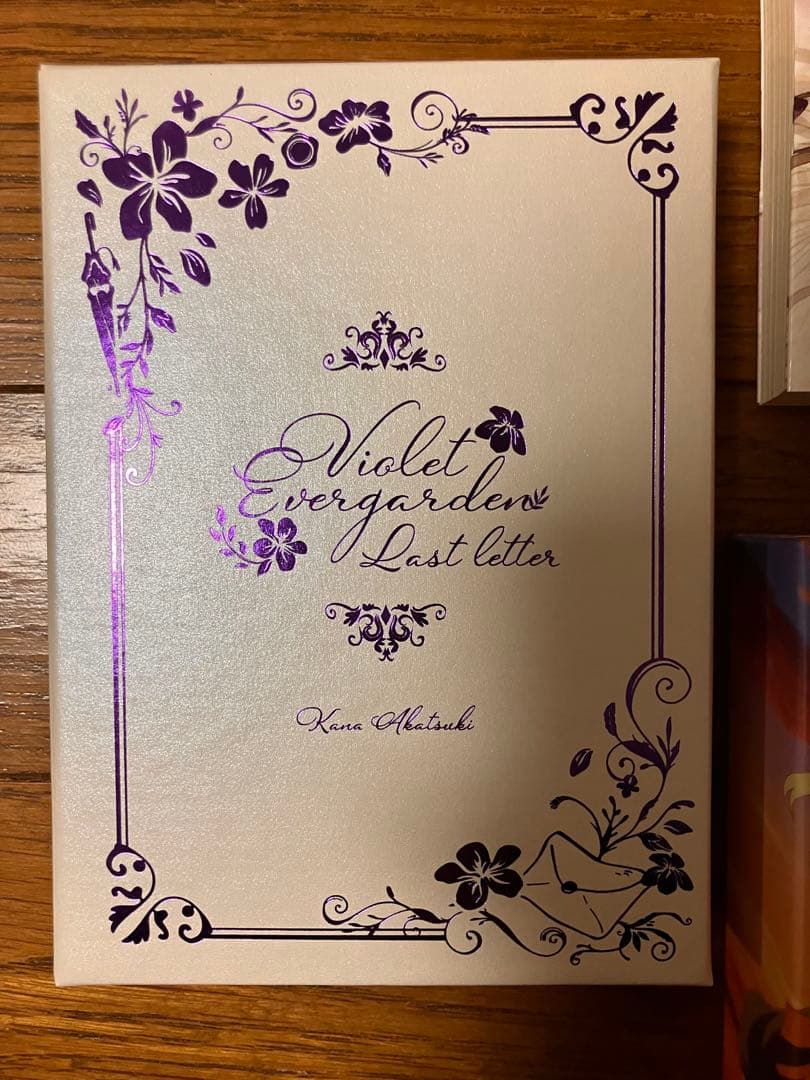 Violet
Evergarden
Last letter
Kana Akatsuki